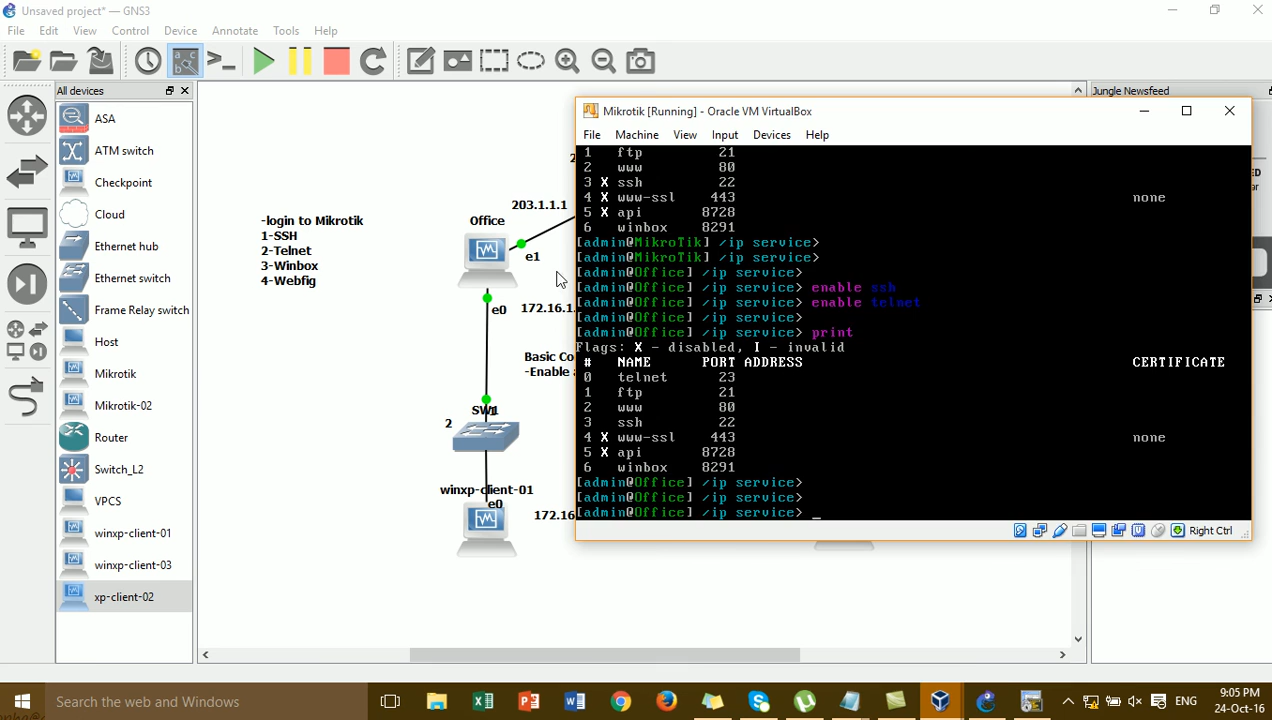 Unsaved project* — GNS3
File Edit View Control Device Annotate Tools Help
All devices
ASA
ATM switch
Checkpoint
Cloud
Ethernet hub
Ethernet switch
Frame Relay switch
Host
Mikrotik
Mikrotik-02
Router
Switch_L2
VPCS
winxp-client-01
winxp-client-03
xp-client-02
-login to Mikrotik
1-SSH
2-Telnet
3-Winbox
4-Webfig
203.1.1.1
Office
e1
e0
172.16.1.
Basic Co
-Enable
SW1
2
winxp-client-01
e0
172.16
Jungle Newsfeed
Mikrotik [Running] - Oracle VM VirtualBox
File Machine View Input Devices Help
1 ftp 21
2 www 80
3 X ssh 22
4 X www-ssl 443 none
5 X api 8728
6 winbox 8291
[admin@MikroTik] /ip service>
[admin@MikroTik] /ip service>
[admin@Office] /ip service>
[admin@Office] /ip service> enable ssh
[admin@Office] /ip service> enable telnet
[admin@Office] /ip service>
[admin@Office] /ip service> print
Flags: X - disabled, I - invalid
# NAME PORT ADDRESS CERTIFICATE
0 telnet 23
1 ftp 21
2 www 80
3 ssh 22
4 X www-ssl 443 none
5 X api 8728
6 winbox 8291
[admin@Office] /ip service>
[admin@Office] /ip service>
[admin@Office] /ip service> _
Right Ctrl
Search the web and Windows
ENG
9:05 PM
24-Oct-16